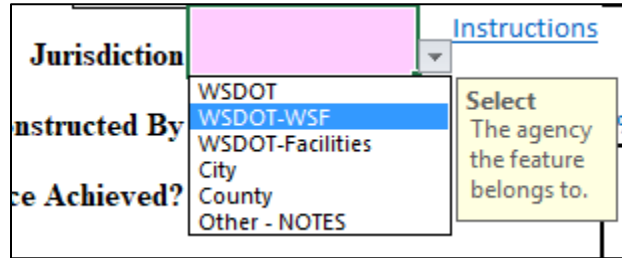 Instructions
Jurisdiction
WSDOT
WSDOT-WSF
WSDOT-Facilities
City
County
Other - NOTES
nstructed By
ce Achieved?
Select
The agency
the feature
belongs to.